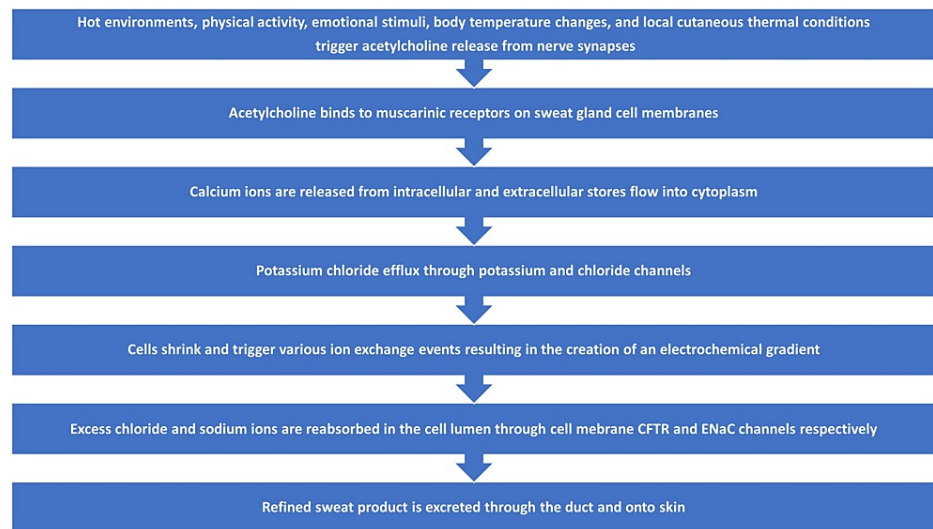 Hot environments, physical activity, emotional stimuli, body temperature changes, and local cutaneous thermal conditions
trigger acetylcholine release from nerve synapses
Acetylcholine binds to muscarinic receptors on sweat gland cell membranes
Calcium ions are released from intracellular and extracellular stores flow into cytoplasm
Potassium chloride efflux through potassium and chloride channels
Cells shrink and trigger various ion exchange events resulting in the creation of an electrochemical gradient
Excess chloride and sodium ions are reabsorbed in the cell lumen through cell mebrane CFTR and ENaC channels respectively
Refined sweat product is excreted through the duct and onto skin